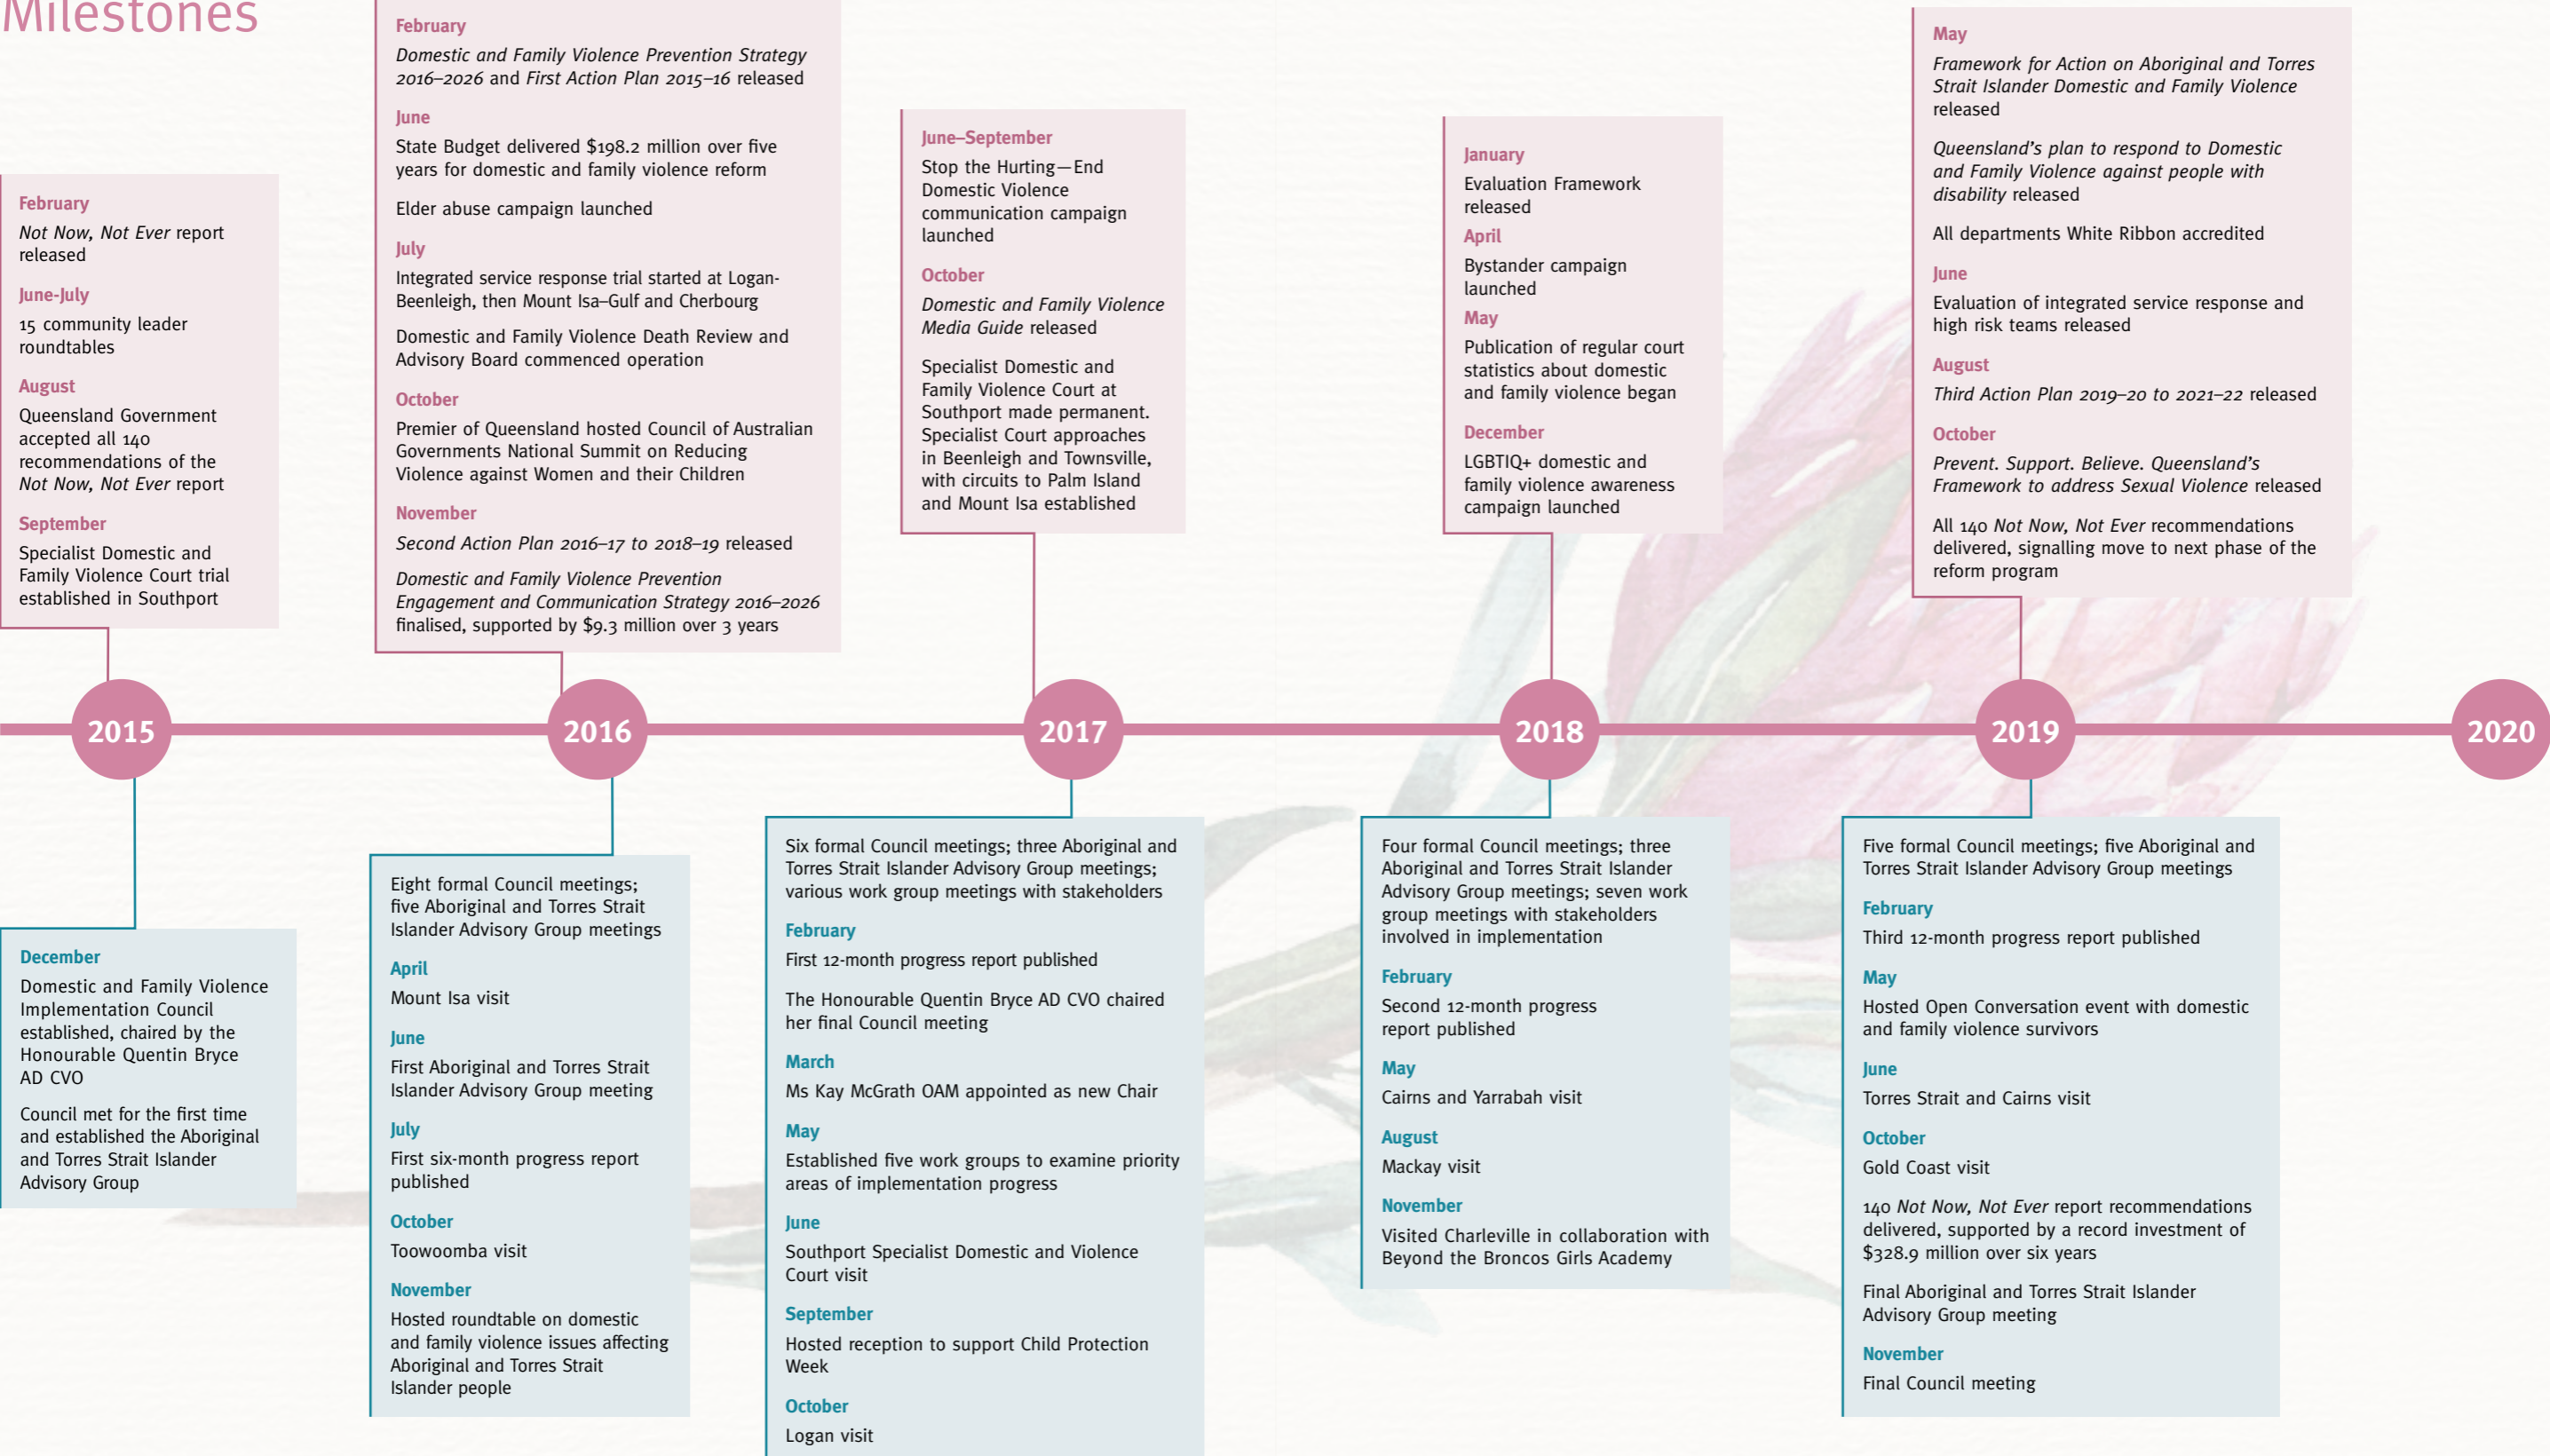 Milestones
February
Not Now, Not Ever report
released
June-July
15 community leader
roundtables
August
Queensland Government
accepted all 140
recommendations of the
Not Now, Not Ever report
September
Specialist Domestic and
Family Violence Court trial
established in Southport
February
Domestic and Family Violence Prevention Strategy
2016–2026 and First Action Plan 2015–16 released
June
State Budget delivered $198.2 million over five
years for domestic and family violence reform
Elder abuse campaign launched
July
Integrated service response trial started at Logan-
Beenleigh, then Mount Isa–Gulf and Cherbourg
Domestic and Family Violence Death Review and
Advisory Board commenced operation
October
Premier of Queensland hosted Council of Australian
Governments National Summit on Reducing
Violence against Women and their Children
November
Second Action Plan 2016–17 to 2018–19 released
Domestic and Family Violence Prevention
Engagement and Communication Strategy 2016–2026
finalised, supported by $9.3 million over 3 years
June–September
Stop the Hurting—End
Domestic Violence
communication campaign
launched
October
Domestic and Family Violence
Media Guide released
Specialist Domestic and
Family Violence Court at
Southport made permanent.
Specialist Court approaches
in Beenleigh and Townsville,
with circuits to Palm Island
and Mount Isa established
January
Evaluation Framework
released
April
Bystander campaign
launched
May
Publication of regular court
statistics about domestic
and family violence began
December
LGBTIQ+ domestic and
family violence awareness
campaign launched
May
Framework for Action on Aboriginal and Torres
Strait Islander Domestic and Family Violence
released
Queensland's plan to respond to Domestic
and Family Violence against people with
disability released
All departments White Ribbon accredited
June
Evaluation of integrated service response and
high risk teams released
August
Third Action Plan 2019–20 to 2021–22 released
October
Prevent. Support. Believe. Queensland's
Framework to address Sexual Violence released
All 140 Not Now, Not Ever recommendations
delivered, signalling move to next phase of the
reform program
2015
2016
2017
2018
2019
2020
December
Domestic and Family Violence
Implementation Council
established, chaired by the
Honourable Quentin Bryce
AD CVO
Council met for the first time
and established the Aboriginal
and Torres Strait Islander
Advisory Group
Eight formal Council meetings;
five Aboriginal and Torres Strait
Islander Advisory Group meetings
April
Mount Isa visit
June
First Aboriginal and Torres Strait
Islander Advisory Group meeting
July
First six-month progress report
published
October
Toowoomba visit
November
Hosted roundtable on domestic
and family violence issues affecting
Aboriginal and Torres Strait
Islander people
Six formal Council meetings; three Aboriginal and
Torres Strait Islander Advisory Group meetings;
various work group meetings with stakeholders
February
First 12-month progress report published
The Honourable Quentin Bryce AD CVO chaired
her final Council meeting
March
Ms Kay McGrath OAM appointed as new Chair
May
Established five work groups to examine priority
areas of implementation progress
June
Southport Specialist Domestic and Violence
Court visit
September
Hosted reception to support Child Protection
Week
October
Logan visit
Four formal Council meetings; three
Aboriginal and Torres Strait Islander
Advisory Group meetings; seven work
group meetings with stakeholders
involved in implementation
February
Second 12-month progress
report published
May
Cairns and Yarrabah visit
August
Mackay visit
November
Visited Charleville in collaboration with
Beyond the Broncos Girls Academy
Five formal Council meetings; five Aboriginal and
Torres Strait Islander Advisory Group meetings
February
Third 12-month progress report published
May
Hosted Open Conversation event with domestic
and family violence survivors
June
Torres Strait and Cairns visit
October
Gold Coast visit
140 Not Now, Not Ever report recommendations
delivered, supported by a record investment of
$328.9 million over six years
Final Aboriginal and Torres Strait Islander
Advisory Group meeting
November
Final Council meeting